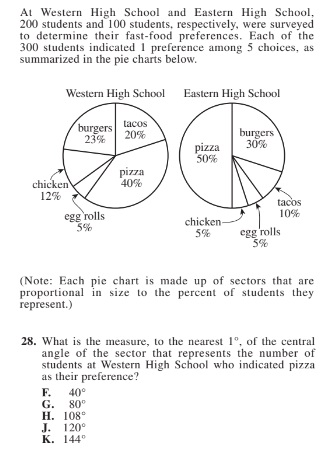 At Western High School and Eastern High School,
200 students and 100 students, respectively, were surveyed
to determine their fast-food preferences. Each of the
300 students indicated 1 preference among 5 choices, as
summarized in the pie charts below.
Western High School
burgers
23%
tacos
20%
pizza
40%
chicken
12%
egg rolls
5%
Eastern High School
pizza
50%
burgers
30%
tacos
10%
chicken
5%
egg rolls
5%
(Note: Each pie chart is made up of sectors that are
proportional in size to the percent of students they
represent.)
28. What is the measure, to the nearest 1°, of the central
angle of the sector that represents the number of
students at Western High School who indicated pizza
as their preference?
F. 40°
G. 80°
H. 108°
J. 120°
K. 144°